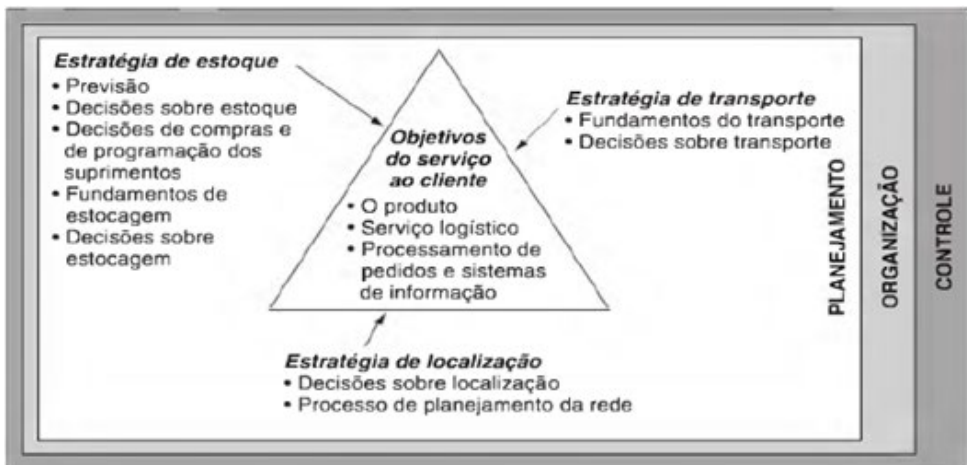 Estratégia de estoque
• Previsão
• Decisões sobre estoque
• Decisões de compras e
de programação dos
suprimentos
• Fundamentos de
estocagem
• Decisões sobre
estocagem
Objetivos
do serviço
ao cliente
• O produto
• Serviço logístico
• Processamento de
pedidos e sistemas
de informação
Estratégia de transporte
• Fundamentos do transporte
• Decisões sobre transporte
Estratégia de localização
• Decisões sobre localização
• Processo de planejamento da rede
PLANEJAMENTO
ORGANIZAÇÃO
CONTROLE